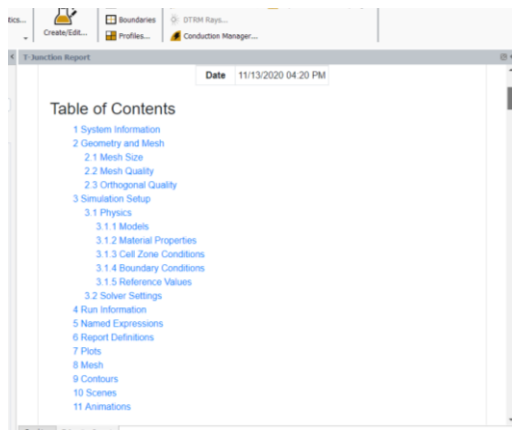 tics...
Create/Edit...
Boundaries
DTRM Rays...
Profiles...
Conduction Manager...
T-Junction Report
Date 11/13/2020 04:20 PM
Table of Contents
1 System Information
2 Geometry and Mesh
2.1 Mesh Size
2.2 Mesh Quality
2.3 Orthogonal Quality
3 Simulation Setup
3.1 Physics
3.1.1 Models
3.1.2 Material Properties
3.1.3 Cell Zone Conditions
3.1.4 Boundary Conditions
3.1.5 Reference Values
3.2 Solver Settings
4 Run Information
5 Named Expressions
6 Report Definitions
7 Plots
8 Mesh
9 Contours
10 Scenes
11 Animations